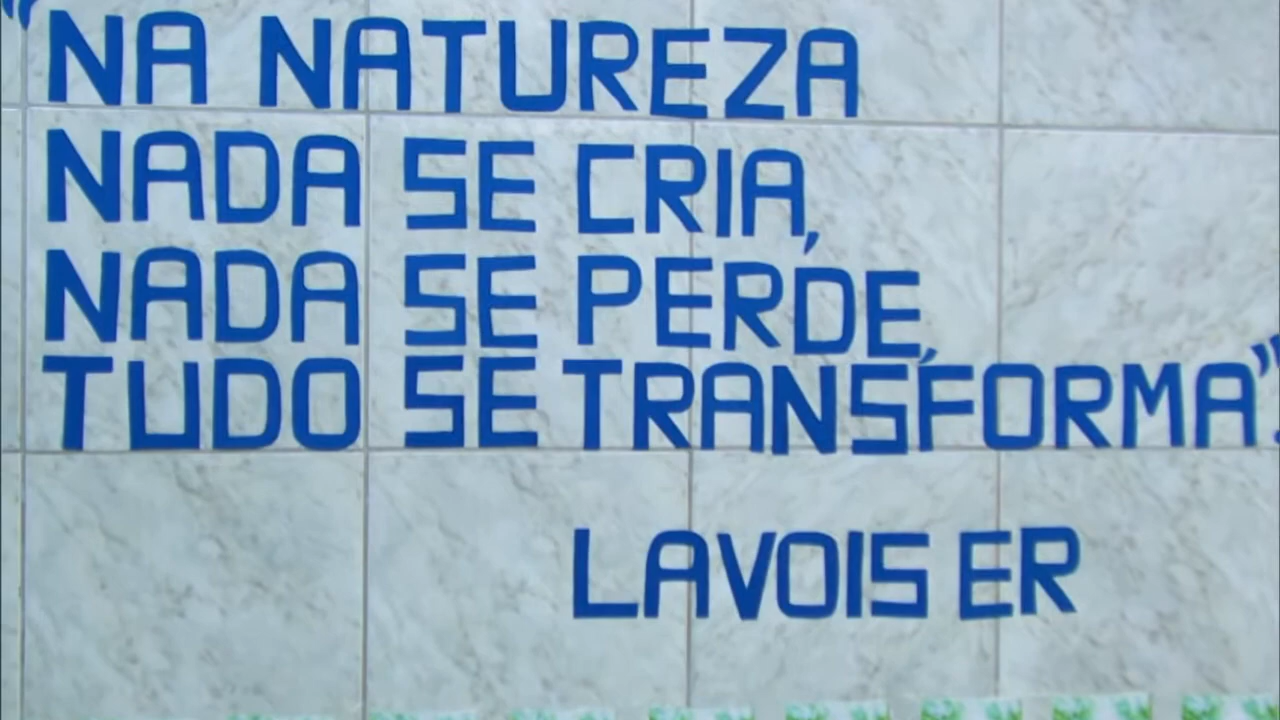 “NA NATUREZA
NADA SE CRIA,
NADA SE PERDE,
TUDO SE TRANSFORMA”.
LAVOIS ER